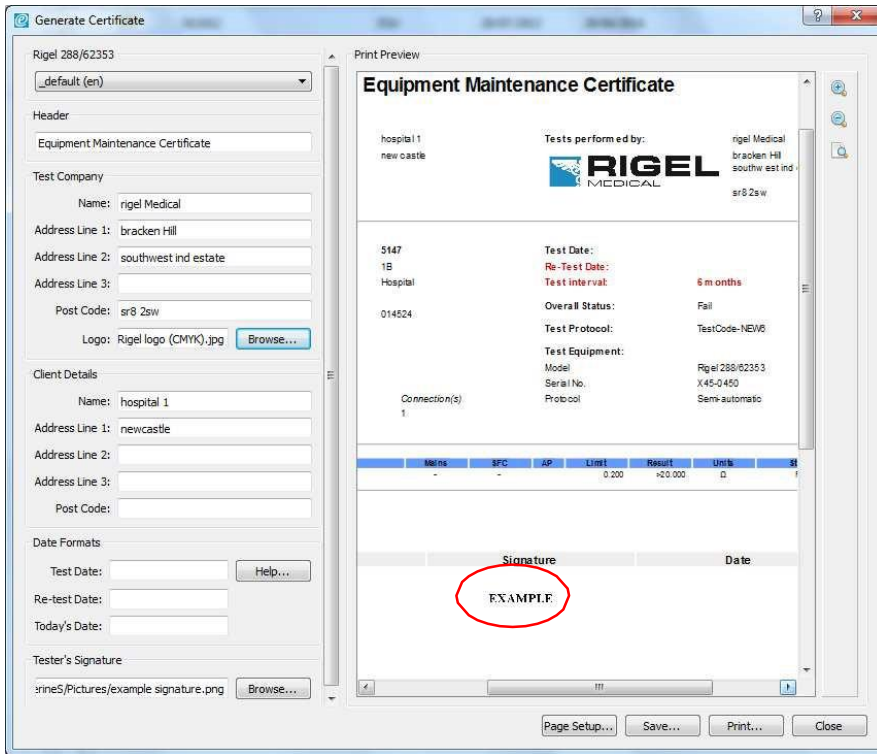 Generate Certificate
Rigel 288/62353
_default (en)
Header
Equipment Maintenance Certificate
Test Company
Name: rigel Medical
Address Line 1: bracken Hill
Address Line 2: southwest ind estate
Address Line 3:
Post Code: sr8 2sw
Logo: Rigel logo (CMYK).jpg Browse...
Client Details
Name: hospital 1
Address Line 1: newcastle
Address Line 2:
Address Line 3:
Post Code:
Date Formats
Test Date: Help...
Re-test Date:
Today's Date:
Tester's Signature
erineS/Pictures/example signature.png Browse...
Print Preview
Equipment Maintenance Certificate
hospital 1 Tests performed by: rigel Medical
new castle bracken Hill
RIGEL southw est ind
MEDICAL sr8 2sw
5147 Test Date:
1B Re-Test Date:
Hospital Test interval: 6 months
014524 Overall Status: Fail
Test Protocol: TestCode-NEW6
Test Equipment:
Model Rigel 288/62353
Serial No. X45-0450
Connection(s) Protocol Semi-automatic
1
Mains SFC AP Limit Result Units St
- - 0.200 >20.000 Ω
Signature Date
EXAMPLE
Page Setup... Save... Print... Close